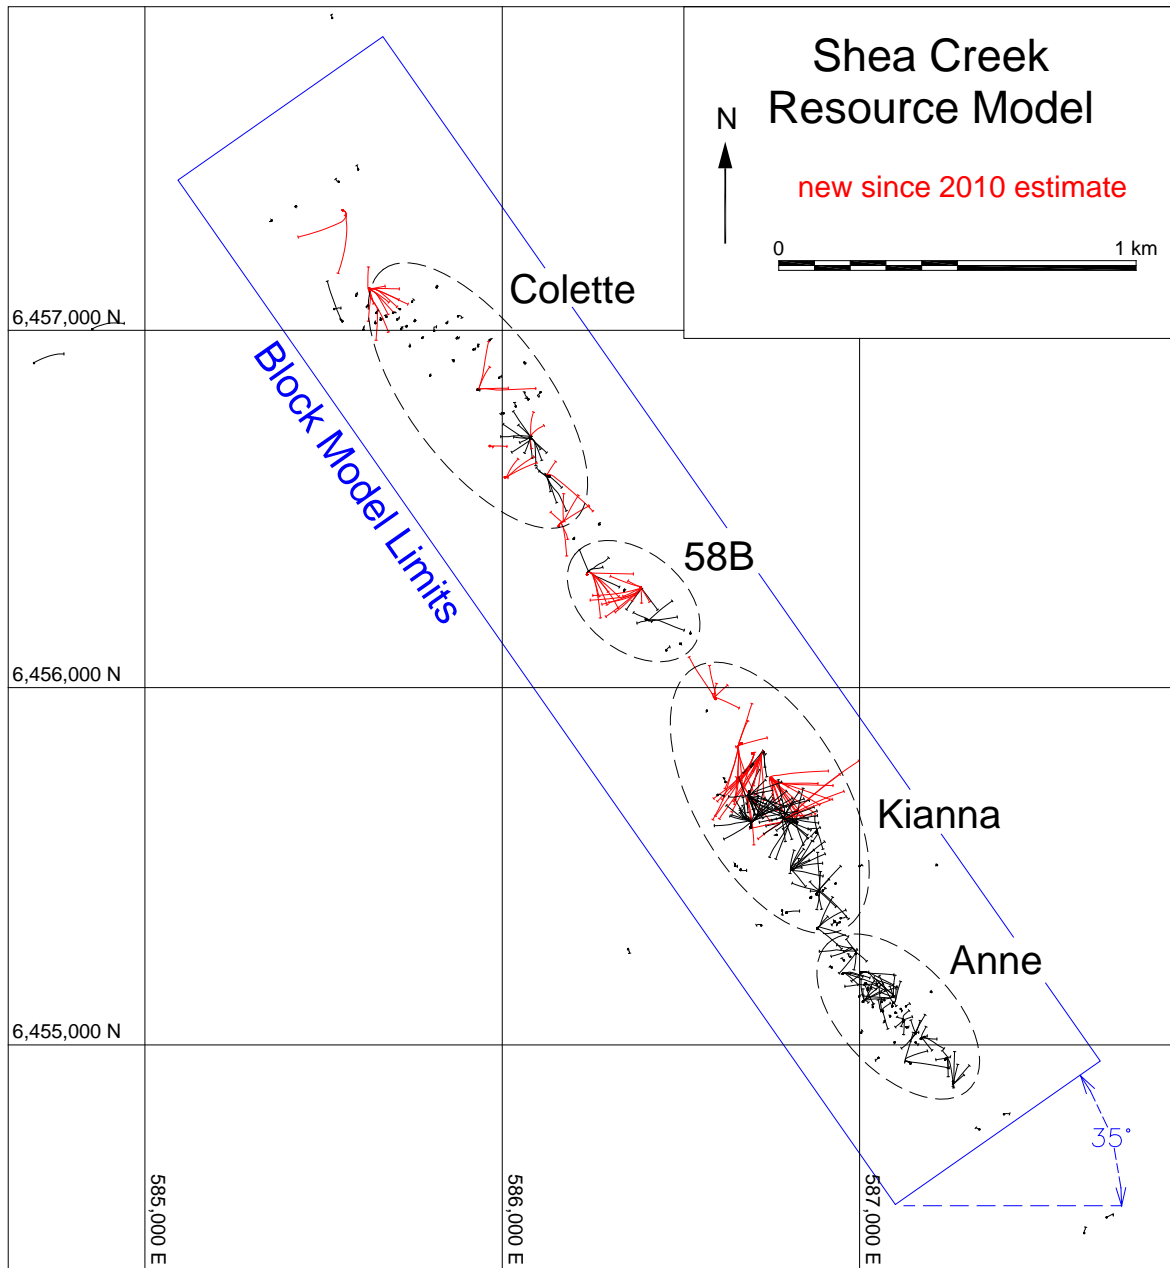 Shea Creek
Resource Model
N
new since 2010 estimate
0 1 km
Colette
6,457,000 N
Block Model Limits
58B
6,456,000 N
Kianna
Anne
6,455,000 N
35°
585,000 E
586,000 E
587,000 E